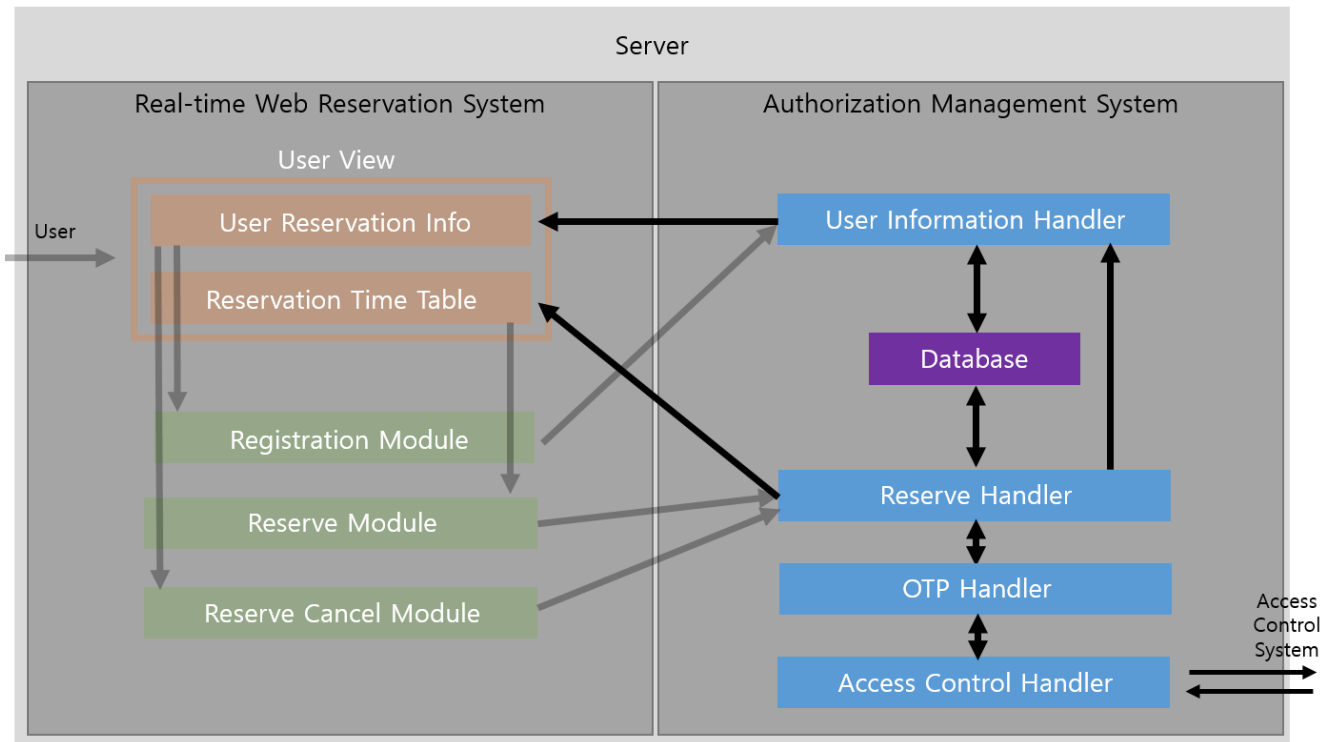 Server
Real-time Web Reservation System
Authorization Management System
User View
User Reservation Info
User Information Handler
User
Reservation Time Table
Database
Registration Module
Reserve Handler
Reserve Module
OTP Handler
Reserve Cancel Module
Access
Control
System
Access Control Handler